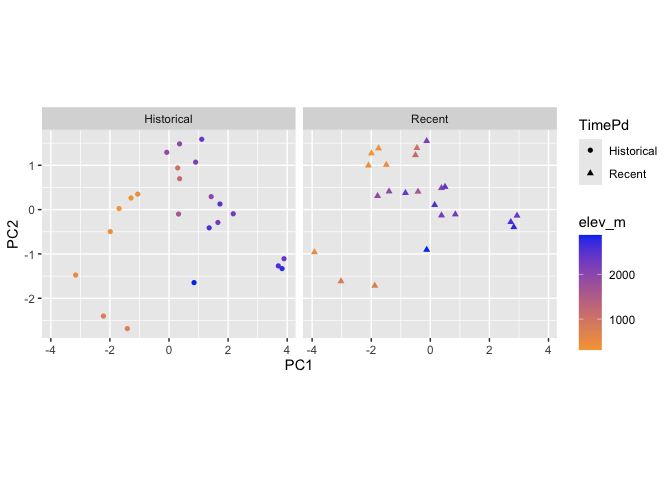 Historical
Recent
PC2
1
0
-1
-2
-4
-2
0
2
4
-4
-2
0
2
4
PC1
TimePd
Historical
Recent
elev_m
2000
1000